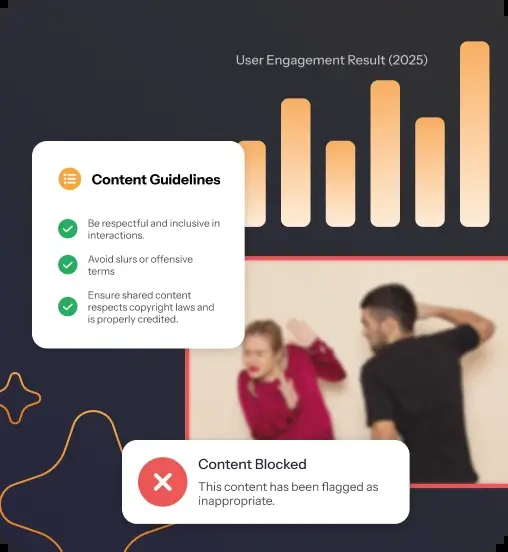 User Engagement Result (2025)
Content Guidelines
Be respectful and inclusive in
interactions.
Avoid slurs or offensive
terms
Ensure shared content
respects copyright laws and
is properly credited.
Content Blocked
This content has been flagged as
inappropriate.